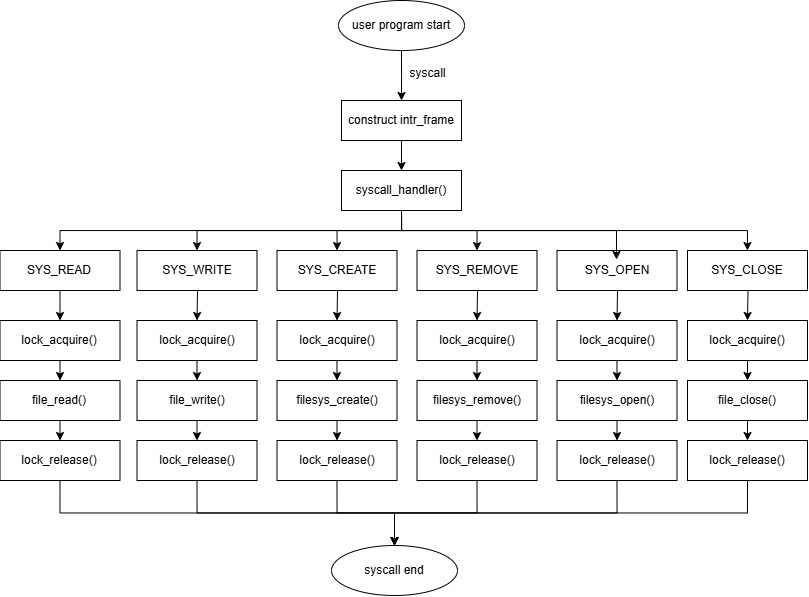 user program start
syscall
construct intr_frame
syscall_handler()
SYS_READ
SYS_WRITE
SYS_CREATE
SYS_REMOVE
SYS_OPEN
SYS_CLOSE
lock_acquire()
lock_acquire()
lock_acquire()
lock_acquire()
lock_acquire()
lock_acquire()
file_read()
file_write()
filesys_create()
filesys_remove()
filesys_open()
file_close()
lock_release()
lock_release()
lock_release()
lock_release()
lock_release()
lock_release()
syscall end